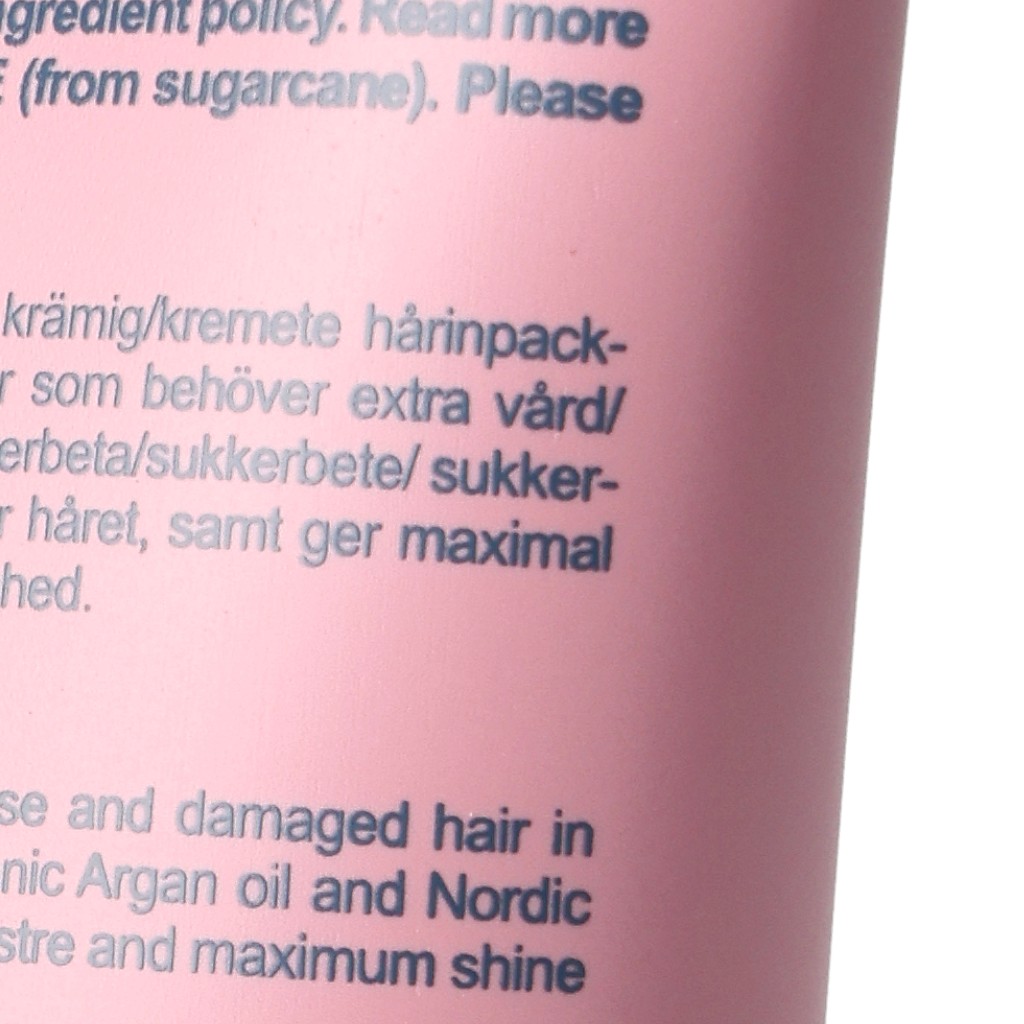 ingredient policy. Read more
(from sugarcane). Please
krämig/kremete hårinpack-
r som behöver extra vård/
erbeta/sukkerbete/ sukker-
r håret, samt ger maximal
hed.
se and damaged hair in
nic Argan oil and Nordic
stre and maximum shine